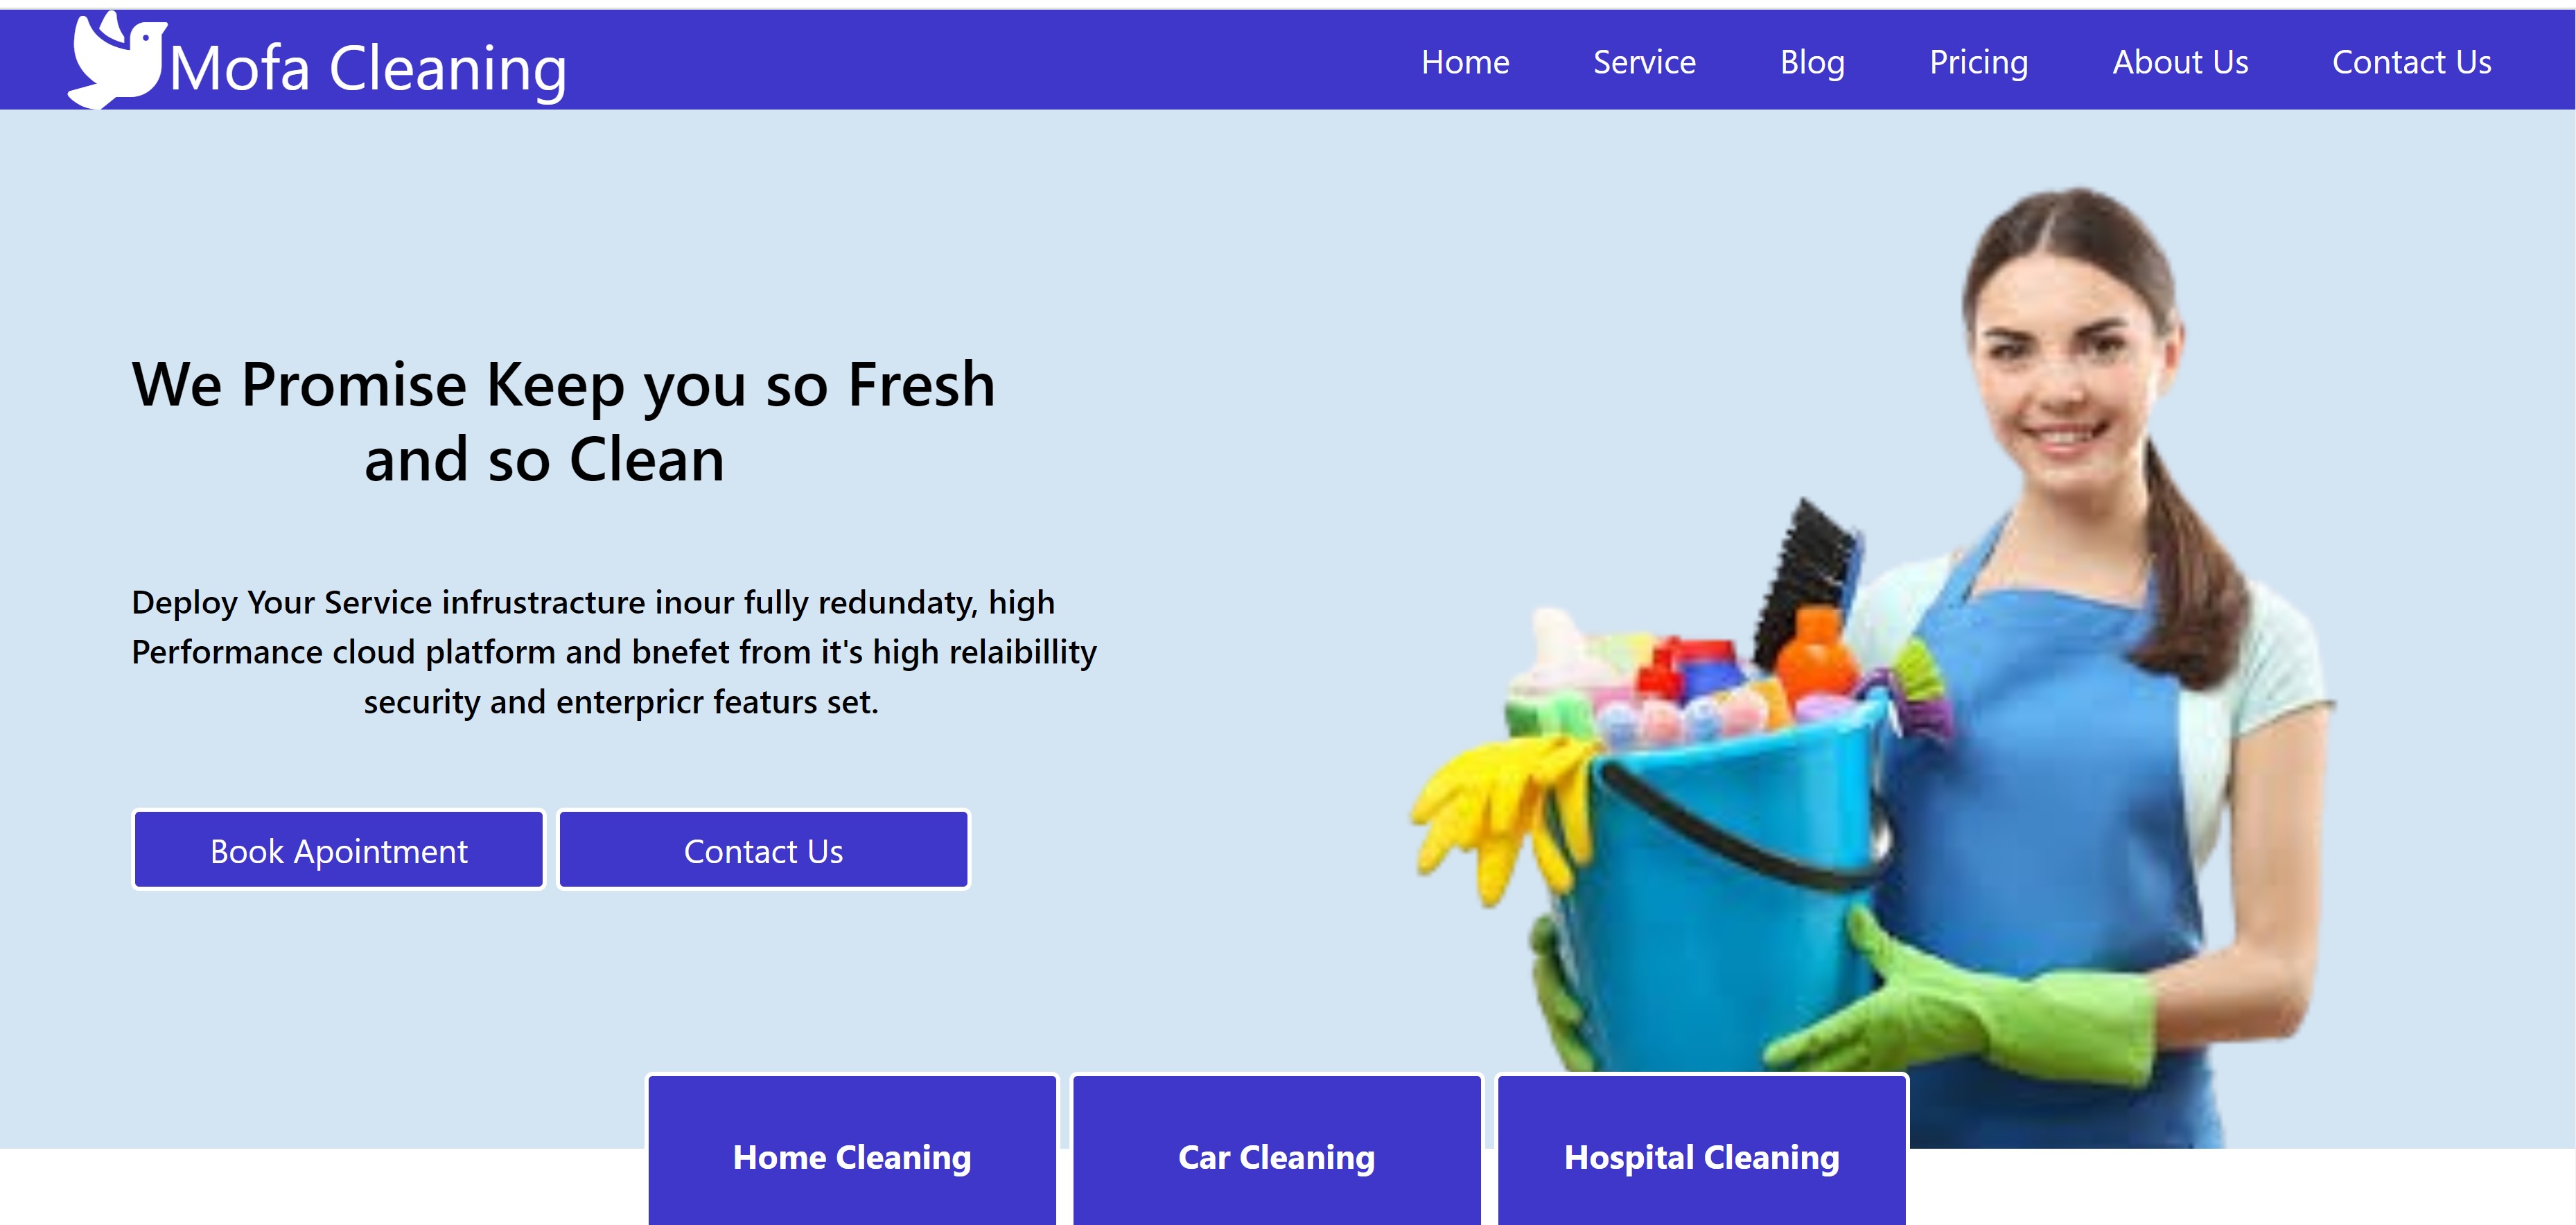 Mofa Cleaning
Home Service Blog Pricing About Us Contact Us
We Promise Keep you so Fresh
and so Clean
Deploy Your Service infrustracture inour fully redundaty, high
Performance cloud platform and bnefet from it's high relaibillity
security and enterpricr featurs set.
Book Apointment Contact Us
Home Cleaning Car Cleaning Hospital Cleaning